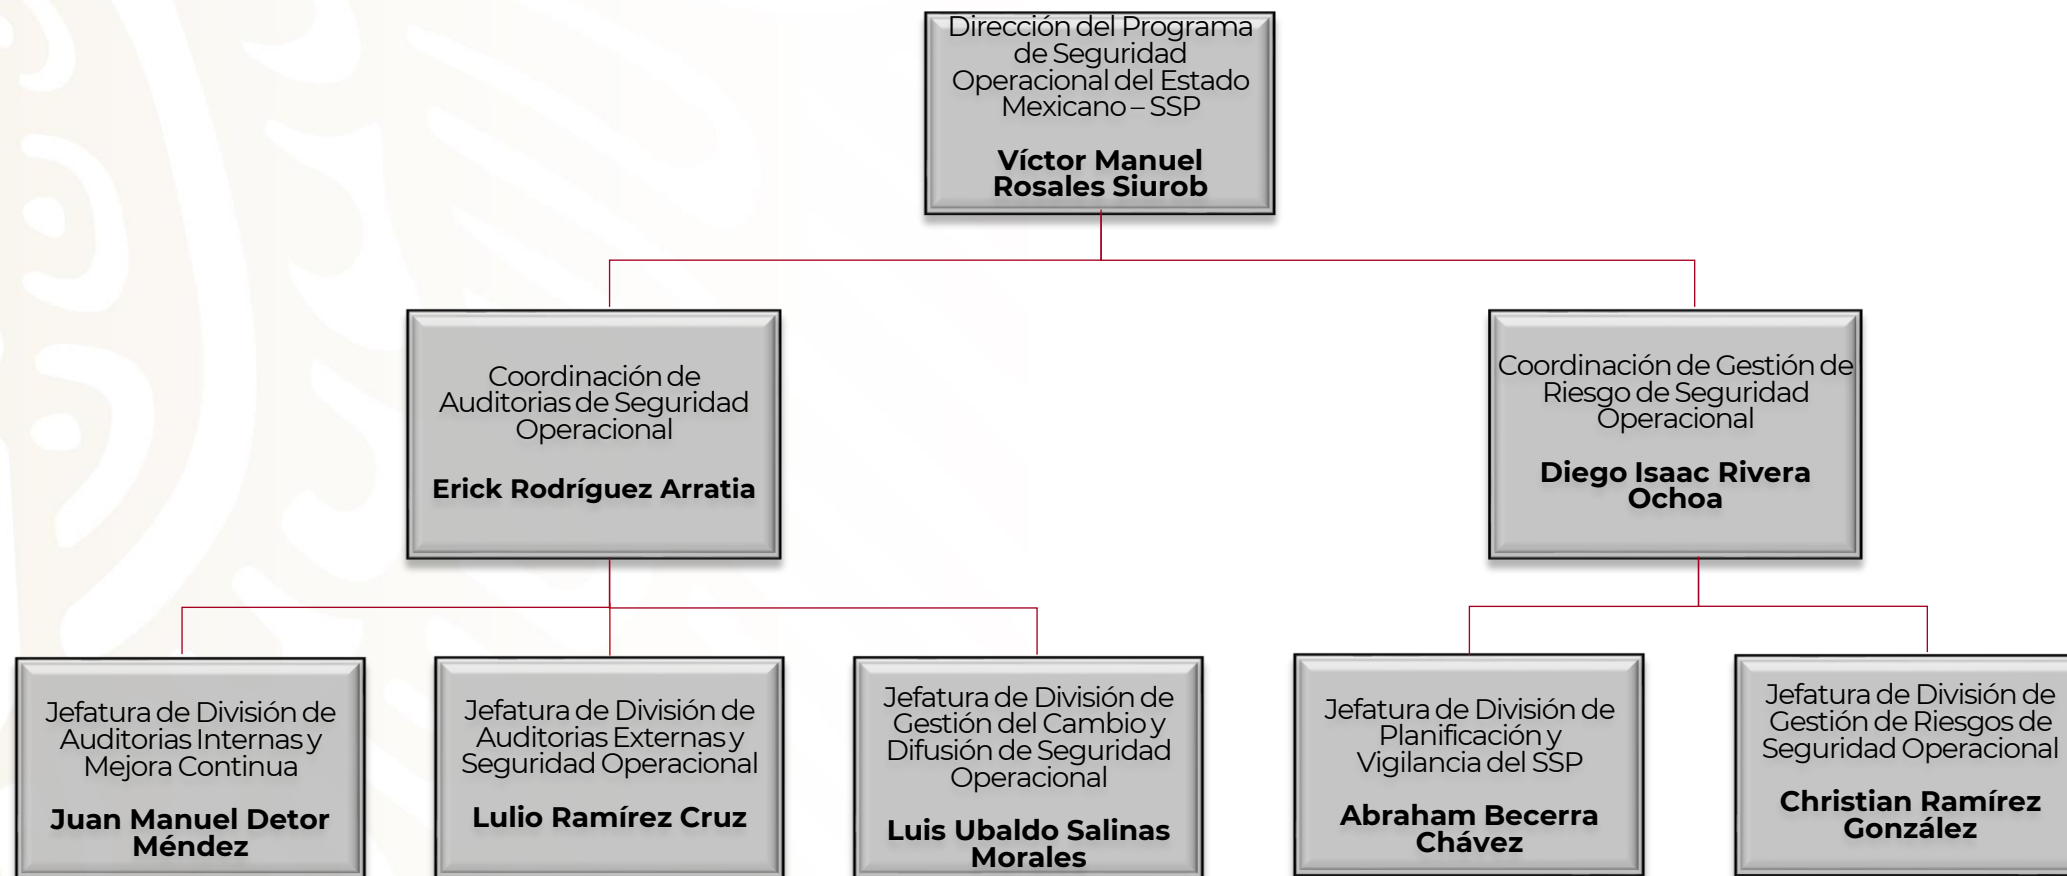 Dirección del Programa
de Seguridad
Operacional del Estado
Mexicano – SSP
Víctor Manuel
Rosales Siurob
Coordinación de
Auditorias de Seguridad
Operacional
Erick Rodríguez Arratia
Coordinación de Gestión de
Riesgo de Seguridad
Operacional
Diego Isaac Rivera
Ochoa
Jefatura de División de
Auditorias Internas y
Mejora Continua
Juan Manuel Detor
Méndez
Jefatura de División de
Auditorias Externas y
Seguridad Operacional
Lulio Ramírez Cruz
Jefatura de División de
Gestión del Cambio y
Difusión de Seguridad
Operacional
Luis Ubaldo Salinas
Morales
Jefatura de División de
Planificación y
Vigilancia del SSP
Abraham Becerra
Chávez
Jefatura de División de
Gestión de Riesgos de
Seguridad Operacional
Christian Ramírez
González